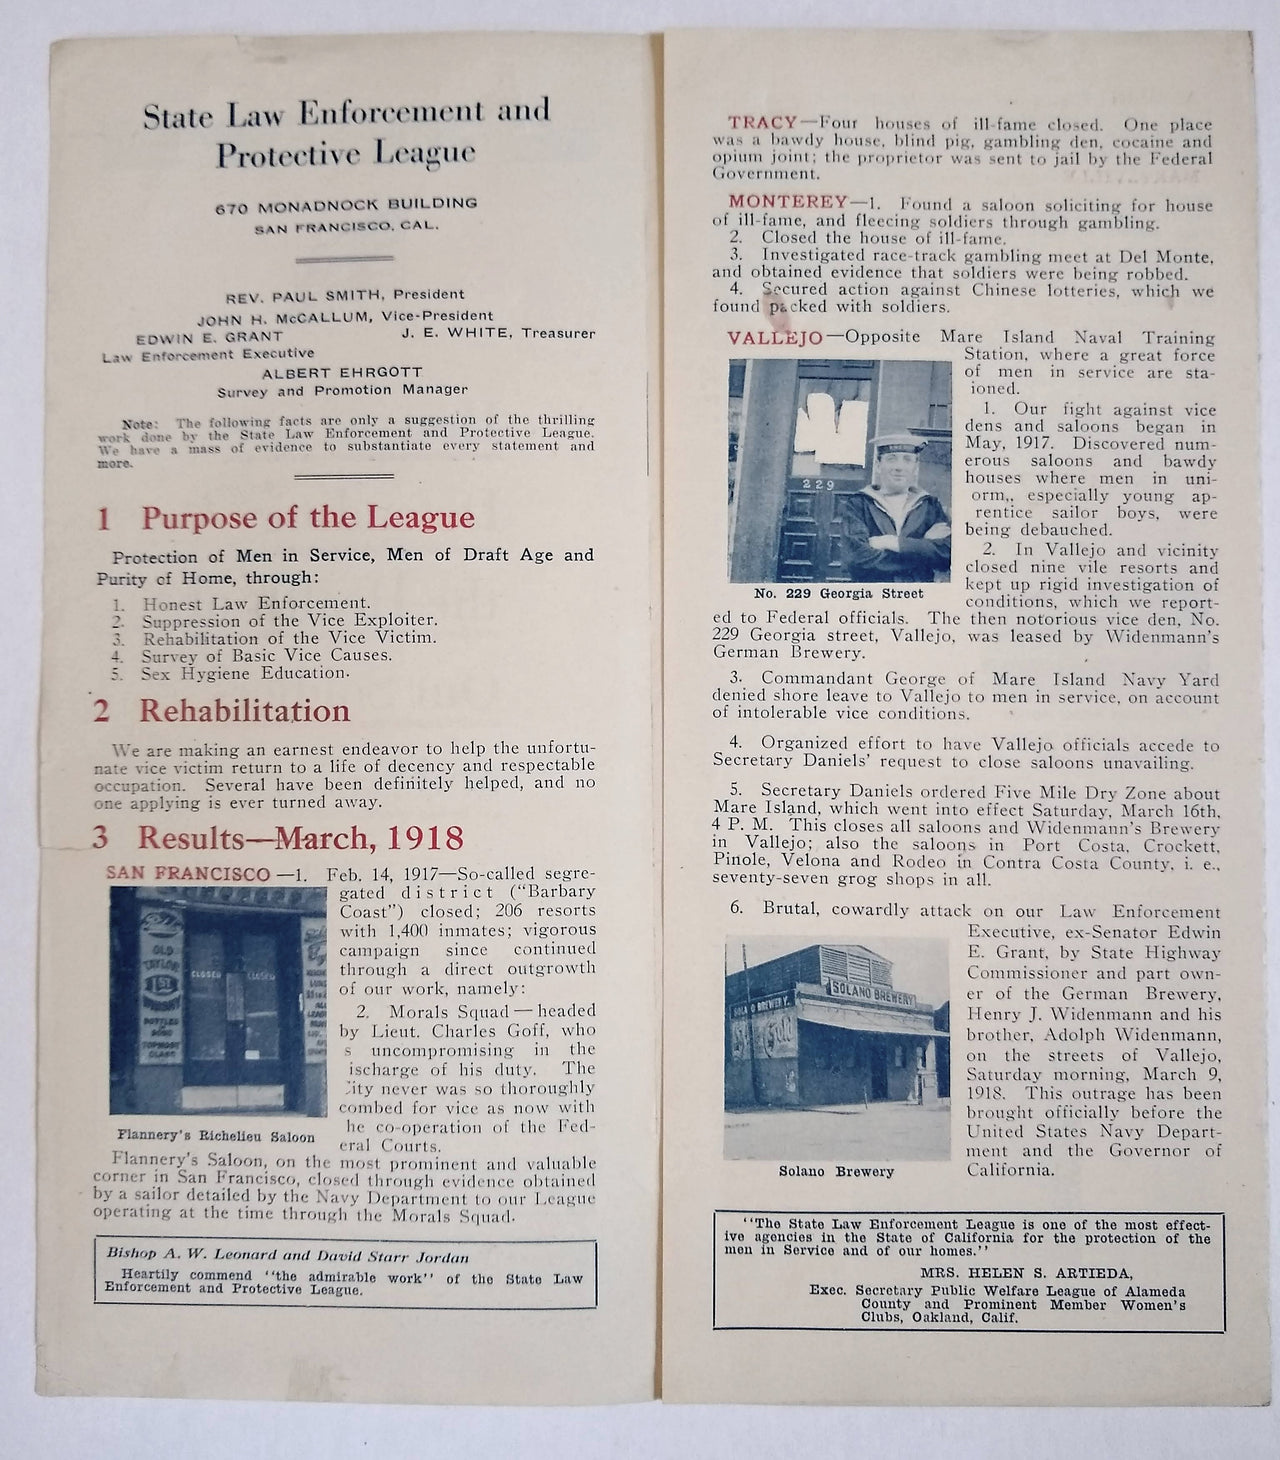 State Law Enforcement and
Protective League
670 MONADNOCK BUILDING
SAN FRANCISCO, CAL.
REV. PAUL SMITH, President
JOHN H. McCALLUM, Vice-President
EDWIN E. GRANT J. E. WHITE, Treasurer
Law Enforcement Executive
ALBERT EHRGOTT
Survey and Promotion Manager
Note: The following facts are only a suggestion of the thrilling
work done by the State Law Enforcement and Protective League.
We have a mass of evidence to substantiate every statement and
more.
1 Purpose of the League
Protection of Men in Service, Men of Draft Age and
Purity of Home, through:
1. Honest Law Enforcement.
2. Suppression of the Vice Exploiter.
3. Rehabilitation of the Vice Victim.
4. Survey of Basic Vice Causes.
5. Sex Hygiene Education.
2 Rehabilitation
We are making an earnest endeavor to help the unfortu-
nate vice victim return to a life of decency and respectable
occupation. Several have been definitely helped, and no
one applying is ever turned away.
3 Results—March, 1918
SAN FRANCISCO—1. Feb. 14, 1917—So-called segre-
gated district ("Barbary
Coast") closed; 206 resorts
with 1,400 inmates; vigorous
campaign since continued
through a direct outgrowth
of our work, namely:
2. Morals Squad—headed
by Lieut. Charles Goff, who
s uncompromising in the
ischarge of his duty. The
City never was so thoroughly
combed for vice as now with
he co-operation of the Fed-
eral Courts.
OLD
TAYLOR
CLOSED CLOSED
Flannery's Richelieu Saloon
Flannery's Saloon, on the most prominent and valuable
corner in San Francisco, closed through evidence obtained
by a sailor detailed by the Navy Department to our League
operating at the time through the Morals Squad.
Bishop A. W. Leonard and David Starr Jordan
Heartily commend "the admirable work" of the State Law
Enforcement and Protective League.
TRACY—Four houses of ill-fame closed. One place
was a bawdy house, blind pig, gambling den, cocaine and
opium joint; the proprietor was sent to jail by the Federal
Government.
MONTEREY—1. Found a saloon soliciting for house
of ill-fame, and fleecing soldiers through gambling.
2. Closed the house of ill-fame.
3. Investigated race-track gambling meet at Del Monte,
and obtained evidence that soldiers were being robbed.
4. Secured action against Chinese lotteries, which we
found packed with soldiers.
VALLEJO—Opposite Mare Island Naval Training
Station, where a great force
of men in service are sta-
ioned.
1. Our fight against vice
dens and saloons began in
May, 1917. Discovered num-
erous saloons and bawdy
houses where men in uni-
orm,, especially young ap-
rentice sailor boys, were
being debauched.
2. In Vallejo and vicinity
closed nine vile resorts and
kept up rigid investigation of
conditions, which we report-
229
No. 229 Georgia Street
ed to Federal officials. The then notorious vice den, No.
229 Georgia street, Vallejo, was leased by Widenmann's
German Brewery.
3. Commandant George of Mare Island Navy Yard
denied shore leave to Vallejo to men in service, on account
of intolerable vice conditions.
4. Organized effort to have Vallejo officials accede to
Secretary Daniels' request to close saloons unavailing.
5. Secretary Daniels ordered Five Mile Dry Zone about
Mare Island, which went into effect Saturday, March 16th,
4 P. M. This closes all saloons and Widenmann's Brewery
in Vallejo; also the saloons in Port Costa, Crockett,
Pinole, Velona and Rodeo in Contra Costa County, i. e.,
seventy-seven grog shops in all.
6. Brutal, cowardly attack on our Law Enforcement
Executive, ex-Senator Edwin
E. Grant, by State Highway
Commissioner and part own-
er of the German Brewery,
Henry J. Widenmann and his
brother, Adolph Widenmann,
on the streets of Vallejo,
Saturday morning, March 9,
1918. This outrage has been
brought officially before the
United States Navy Depart-
ment and the Governor of
California.
SOLANO BREWERY
Solano Brewery
"The State Law Enforcement League is one of the most effect-
ive agencies in the State of California for the protection of the
men in Service and of our homes."
MRS. HELEN S. ARTIEDA,
Exec. Secretary Public Welfare League of Alameda
County and Prominent Member Women's
Clubs, Oakland, Calif.